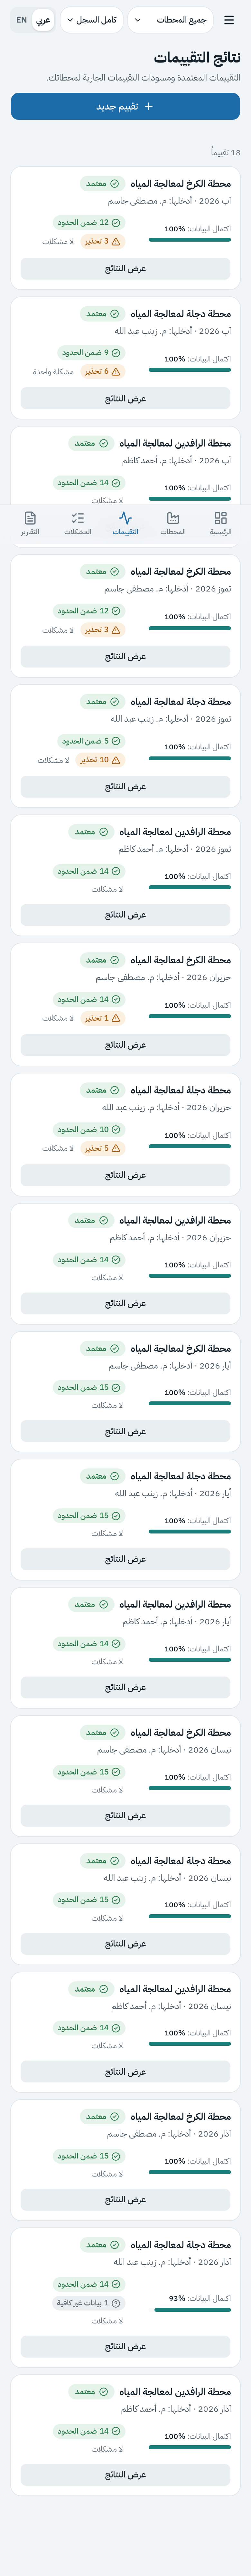 جميع المحطات
كامل السجل
عربي
EN
نتائج التقييمات
التقييمات المعتمدة ومسودات التقييمات الجارية لمحطاتك.
+ تقييم جديد
18 تقييماً
محطة الكرخ لمعالجة المياه
معتمد
آب 2026 · أدخلها: م. مصطفى جاسم
اكتمال البيانات: 100%
12 ضمن الحدود
3 تحذير
لا مشكلات
عرض النتائج
محطة دجلة لمعالجة المياه
معتمد
آب 2026 · أدخلها: م. زينب عبد الله
اكتمال البيانات: 100%
9 ضمن الحدود
6 تحذير
مشكلة واحدة
عرض النتائج
محطة الرافدين لمعالجة المياه
معتمد
آب 2026 · أدخلها: م. أحمد كاظم
اكتمال البيانات: 100%
14 ضمن الحدود
لا مشكلات
الرئيسية
المحطات
التقييمات
المشكلات
التقارير
محطة الكرخ لمعالجة المياه
معتمد
تموز 2026 · أدخلها: م. مصطفى جاسم
اكتمال البيانات: 100%
12 ضمن الحدود
3 تحذير
لا مشكلات
عرض النتائج
محطة دجلة لمعالجة المياه
معتمد
تموز 2026 · أدخلها: م. زينب عبد الله
اكتمال البيانات: 100%
5 ضمن الحدود
10 تحذير
لا مشكلات
عرض النتائج
محطة الرافدين لمعالجة المياه
معتمد
تموز 2026 · أدخلها: م. أحمد كاظم
اكتمال البيانات: 100%
14 ضمن الحدود
لا مشكلات
عرض النتائج
محطة الكرخ لمعالجة المياه
معتمد
حزيران 2026 · أدخلها: م. مصطفى جاسم
اكتمال البيانات: 100%
14 ضمن الحدود
1 تحذير
لا مشكلات
عرض النتائج
محطة دجلة لمعالجة المياه
معتمد
حزيران 2026 · أدخلها: م. زينب عبد الله
اكتمال البيانات: 100%
10 ضمن الحدود
5 تحذير
لا مشكلات
عرض النتائج
محطة الرافدين لمعالجة المياه
معتمد
حزيران 2026 · أدخلها: م. أحمد كاظم
اكتمال البيانات: 100%
14 ضمن الحدود
لا مشكلات
عرض النتائج
محطة الكرخ لمعالجة المياه
معتمد
أيار 2026 · أدخلها: م. مصطفى جاسم
اكتمال البيانات: 100%
15 ضمن الحدود
لا مشكلات
عرض النتائج
محطة دجلة لمعالجة المياه
معتمد
أيار 2026 · أدخلها: م. زينب عبد الله
اكتمال البيانات: 100%
15 ضمن الحدود
لا مشكلات
عرض النتائج
محطة الرافدين لمعالجة المياه
معتمد
أيار 2026 · أدخلها: م. أحمد كاظم
اكتمال البيانات: 100%
14 ضمن الحدود
لا مشكلات
عرض النتائج
محطة الكرخ لمعالجة المياه
معتمد
نيسان 2026 · أدخلها: م. مصطفى جاسم
اكتمال البيانات: 100%
15 ضمن الحدود
لا مشكلات
عرض النتائج
محطة دجلة لمعالجة المياه
معتمد
نيسان 2026 · أدخلها: م. زينب عبد الله
اكتمال البيانات: 100%
15 ضمن الحدود
لا مشكلات
عرض النتائج
محطة الرافدين لمعالجة المياه
معتمد
نيسان 2026 · أدخلها: م. أحمد كاظم
اكتمال البيانات: 100%
14 ضمن الحدود
لا مشكلات
عرض النتائج
محطة الكرخ لمعالجة المياه
معتمد
آذار 2026 · أدخلها: م. مصطفى جاسم
اكتمال البيانات: 100%
15 ضمن الحدود
لا مشكلات
عرض النتائج
محطة دجلة لمعالجة المياه
معتمد
آذار 2026 · أدخلها: م. زينب عبد الله
اكتمال البيانات: 93%
14 ضمن الحدود
1 بيانات غير كافية
لا مشكلات
عرض النتائج
محطة الرافدين لمعالجة المياه
معتمد
آذار 2026 · أدخلها: م. أحمد كاظم
اكتمال البيانات: 100%
14 ضمن الحدود
لا مشكلات
عرض النتائج